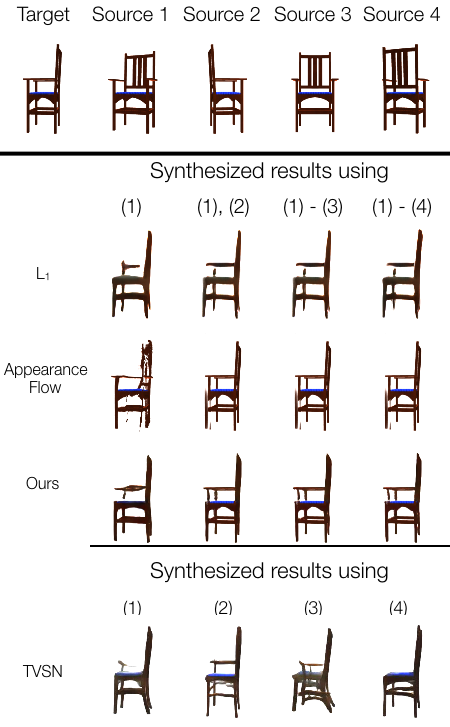 Target Source 1 Source 2 Source 3 Source 4
Synthesized results using
(1) (1), (2) (1) - (3) (1) - (4)
L₁
Appearance
Flow
Ours
Synthesized results using
(1) (2) (3) (4)
TVSN